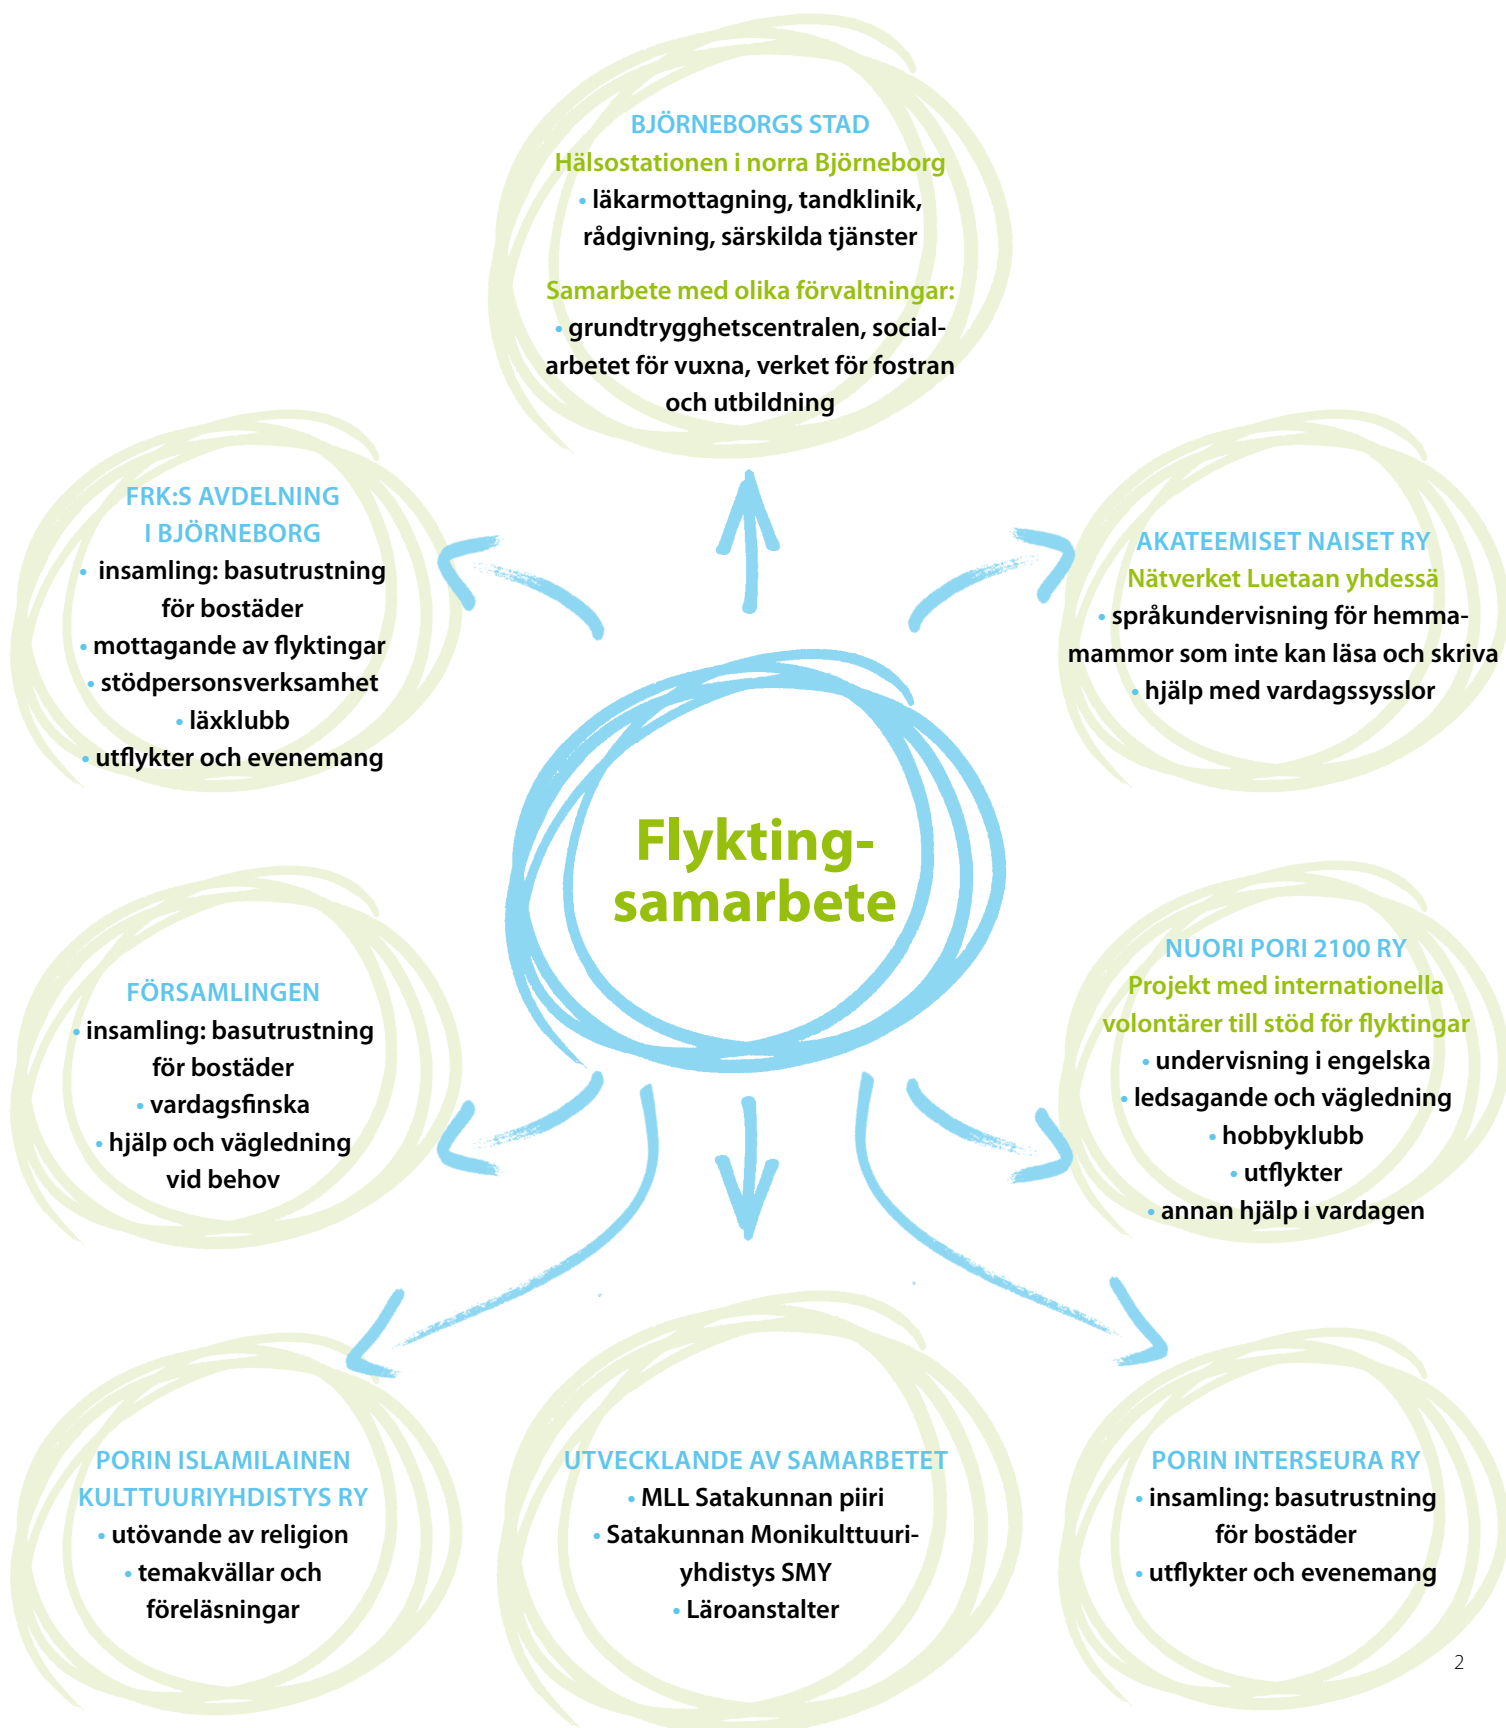 BJÖRNEBORGS STAD
Hälsostationen i norra Björneborg
• läkarmottagning, tandklinik,
rådgivning, särskilda tjänster
Samarbete med olika förvaltningar:
• grundtrygghetscentralen, social-
arbetet för vuxna, verket för fostran
och utbildning
FRK:S AVDELNING
I BJÖRNEBORG
• insamling: basutrustning
för bostäder
• mottagande av flyktingar
• stödpersonsverksamhet
• läxklubb
• utflykter och evenemang
AKATEEMISET NAISET RY
Nätverket Luetaan yhdessä
• språkundervisning för hemma-
mammor som inte kan läsa och skriva
• hjälp med vardagssysslor
Flykting-
samarbete
FÖRSAMLINGEN
• insamling: basutrustning
för bostäder
• vardagsfinska
• hjälp och vägledning
vid behov
NUORI PORI 2100 RY
Projekt med internationella
volontärer till stöd för flyktingar
• undervisning i engelska
• ledsagande och vägledning
• hobbyklubb
• utflykter
• annan hjälp i vardagen
PORIN ISLAMILAINEN
KULTTUURIYHDISTYS RY
• utövande av religion
• temakvällar och
föreläsningar
UTVECKLANDE AV SAMARBETET
• MLL Satakunnan piiri
• Satakunnan Monikulttuuri-
yhdistys SMY
• Läroanstalter
PORIN INTERSEURA RY
• insamling: basutrustning
för bostäder
• utflykter och evenemang
2